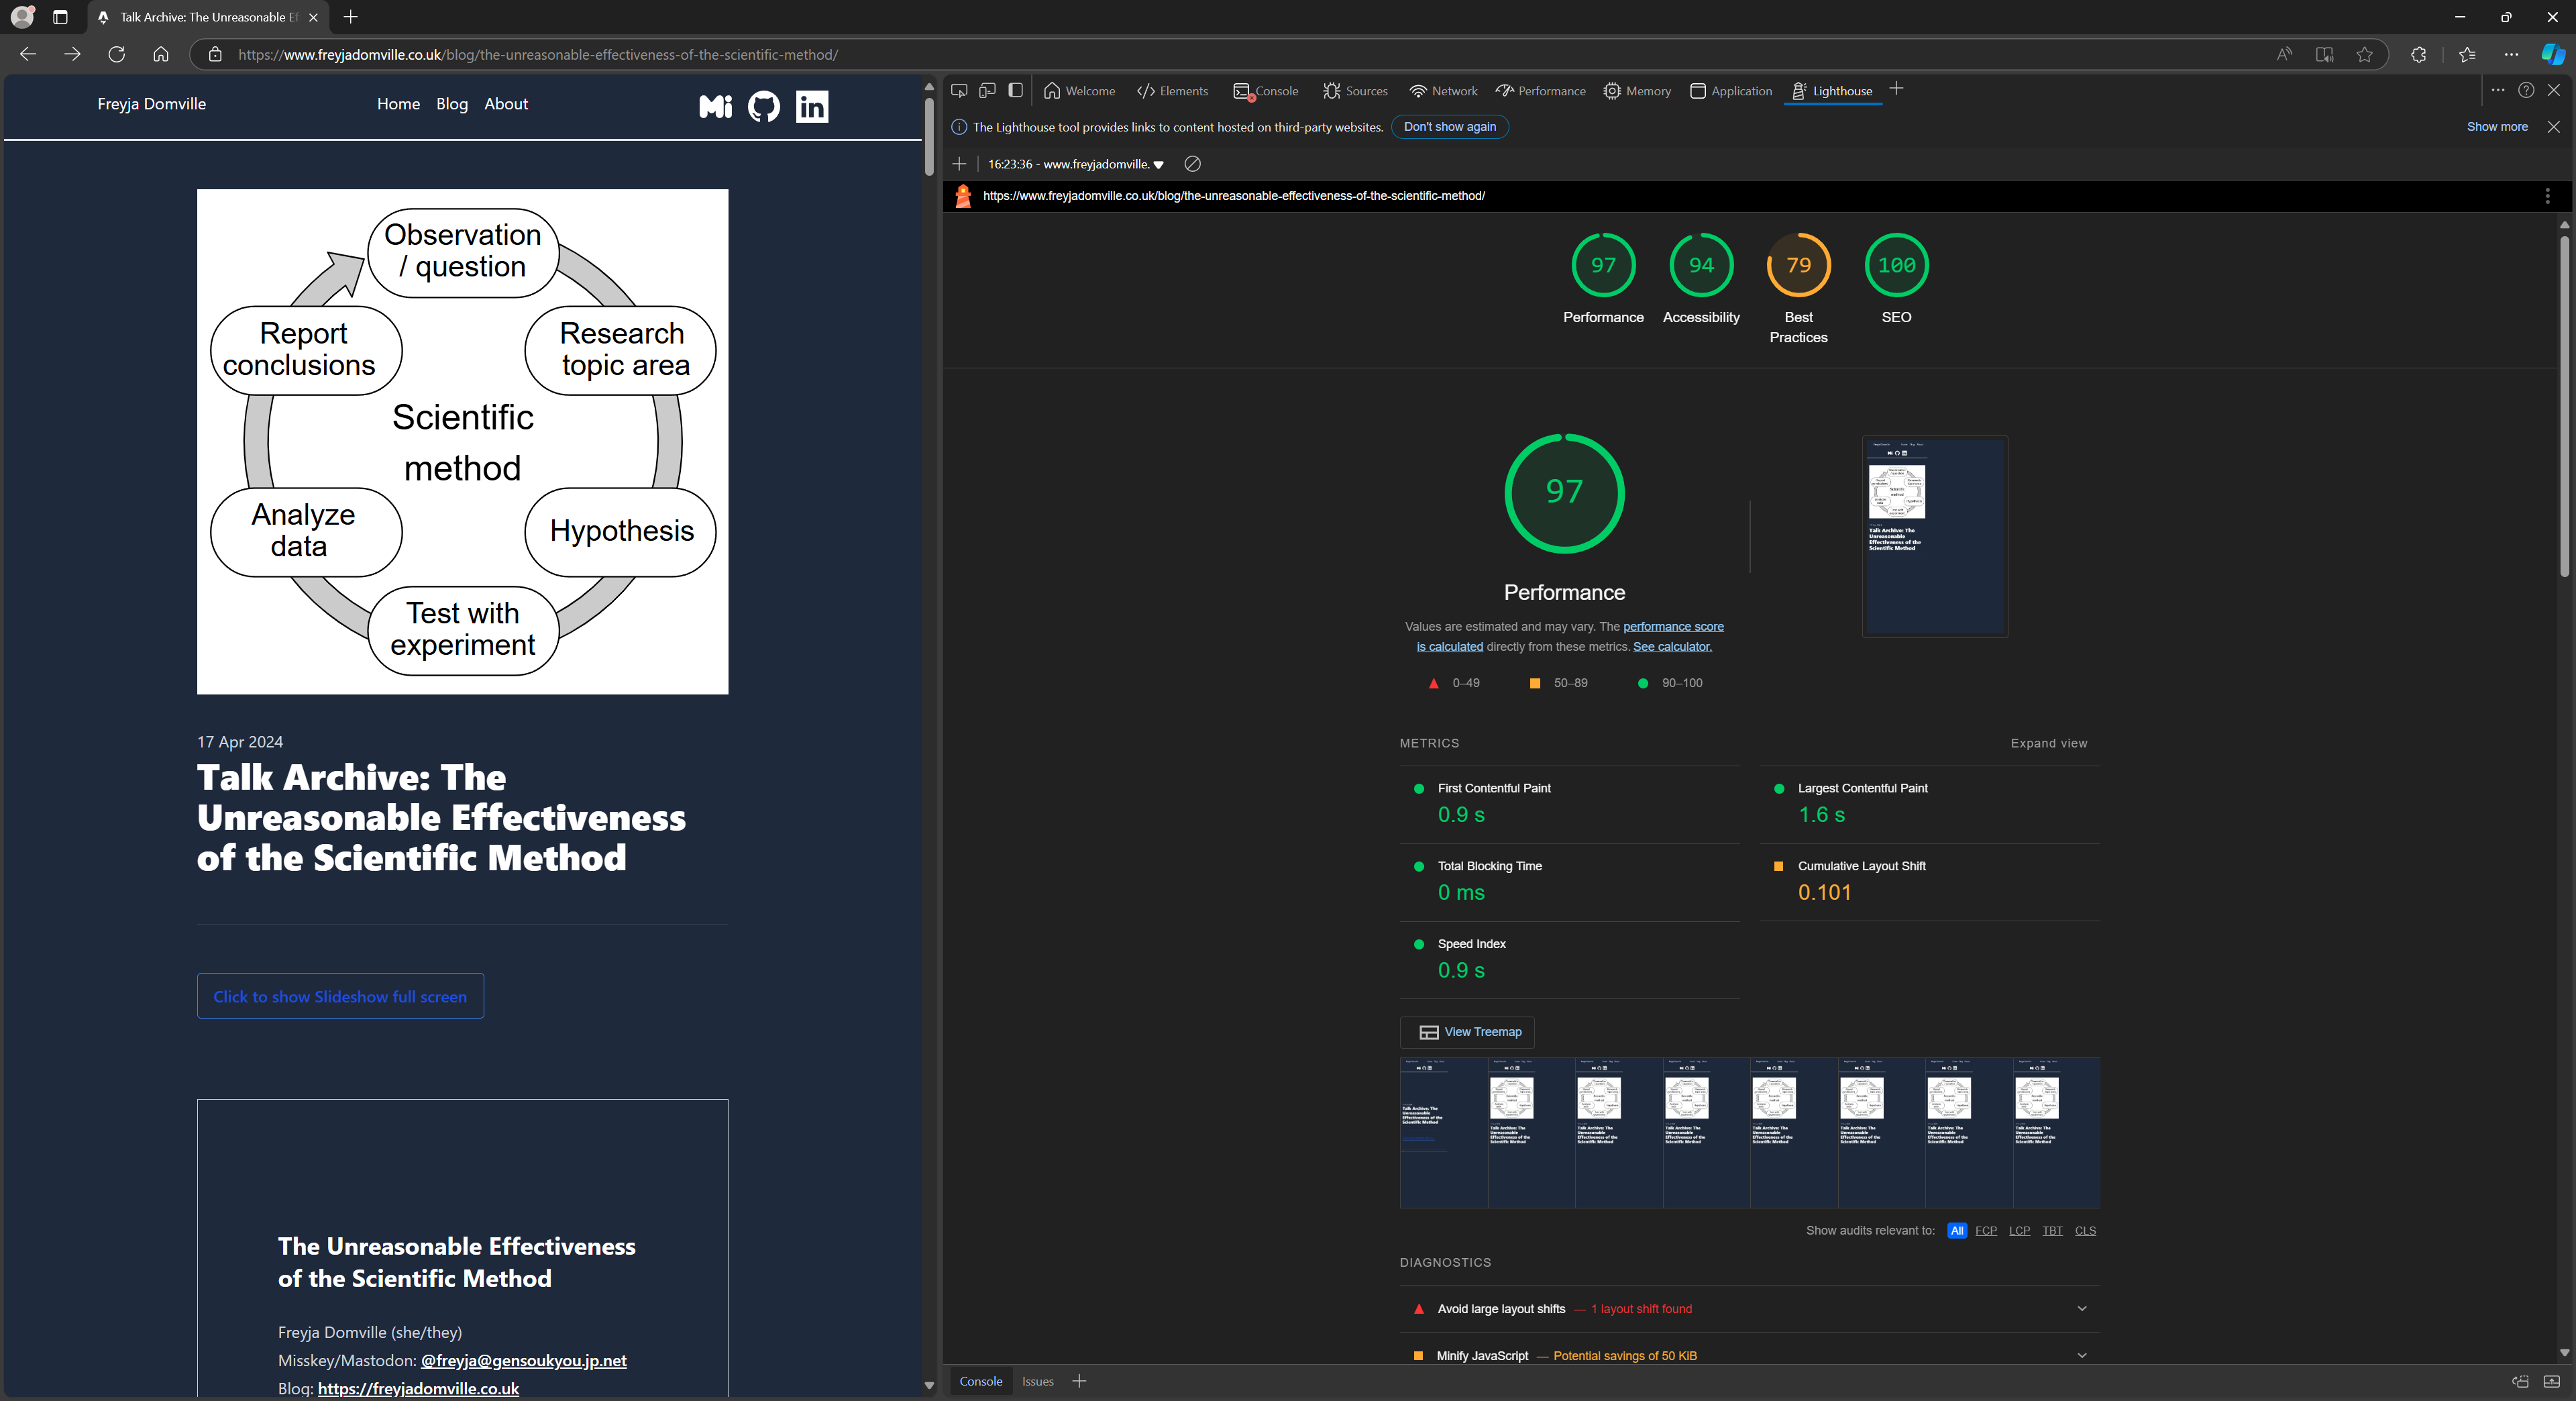 Talk Archive: The Unreasonable Ef
https://www.freyjadomville.co.uk/blog/the-unreasonable-effectiveness-of-the-scientific-method/
Freyja Domville
Home Blog About
Mi in
Observation
/ question
Report
conclusions
Research
topic area
Scientific
method
Analyze
data
Hypothesis
Test with
experiment
17 Apr 2024
Talk Archive: The
Unreasonable Effectiveness
of the Scientific Method
Click to show Slideshow full screen
The Unreasonable Effectiveness
of the Scientific Method
Freyja Domville (she/they)
Misskey/Mastodon: @freyja@gensoukyou.jp.net
Blog: https://freyjadomville.co.uk
Welcome Elements Console Sources Network Performance Memory Application Lighthouse
The Lighthouse tool provides links to content hosted on third-party websites. Don't show again Show more
16:23:36 - www.freyjadomville.
https://www.freyjadomville.co.uk/blog/the-unreasonable-effectiveness-of-the-scientific-method/
97 94 79 100
Performance Accessibility Best Practices SEO
97
Performance
Values are estimated and may vary. The performance score
is calculated directly from these metrics. See calculator.
0–49 50–89 90–100
METRICS Expand view
First Contentful Paint
0.9 s
Largest Contentful Paint
1.6 s
Total Blocking Time
0 ms
Cumulative Layout Shift
0.101
Speed Index
0.9 s
View Treemap
Talk Archive: The
Unreasonable
Effectiveness of the
Scientific Method
Show audits relevant to: All FCP LCP TBT CLS
DIAGNOSTICS
Avoid large layout shifts — 1 layout shift found
Minify JavaScript — Potential savings of 50 KiB
Console Issues